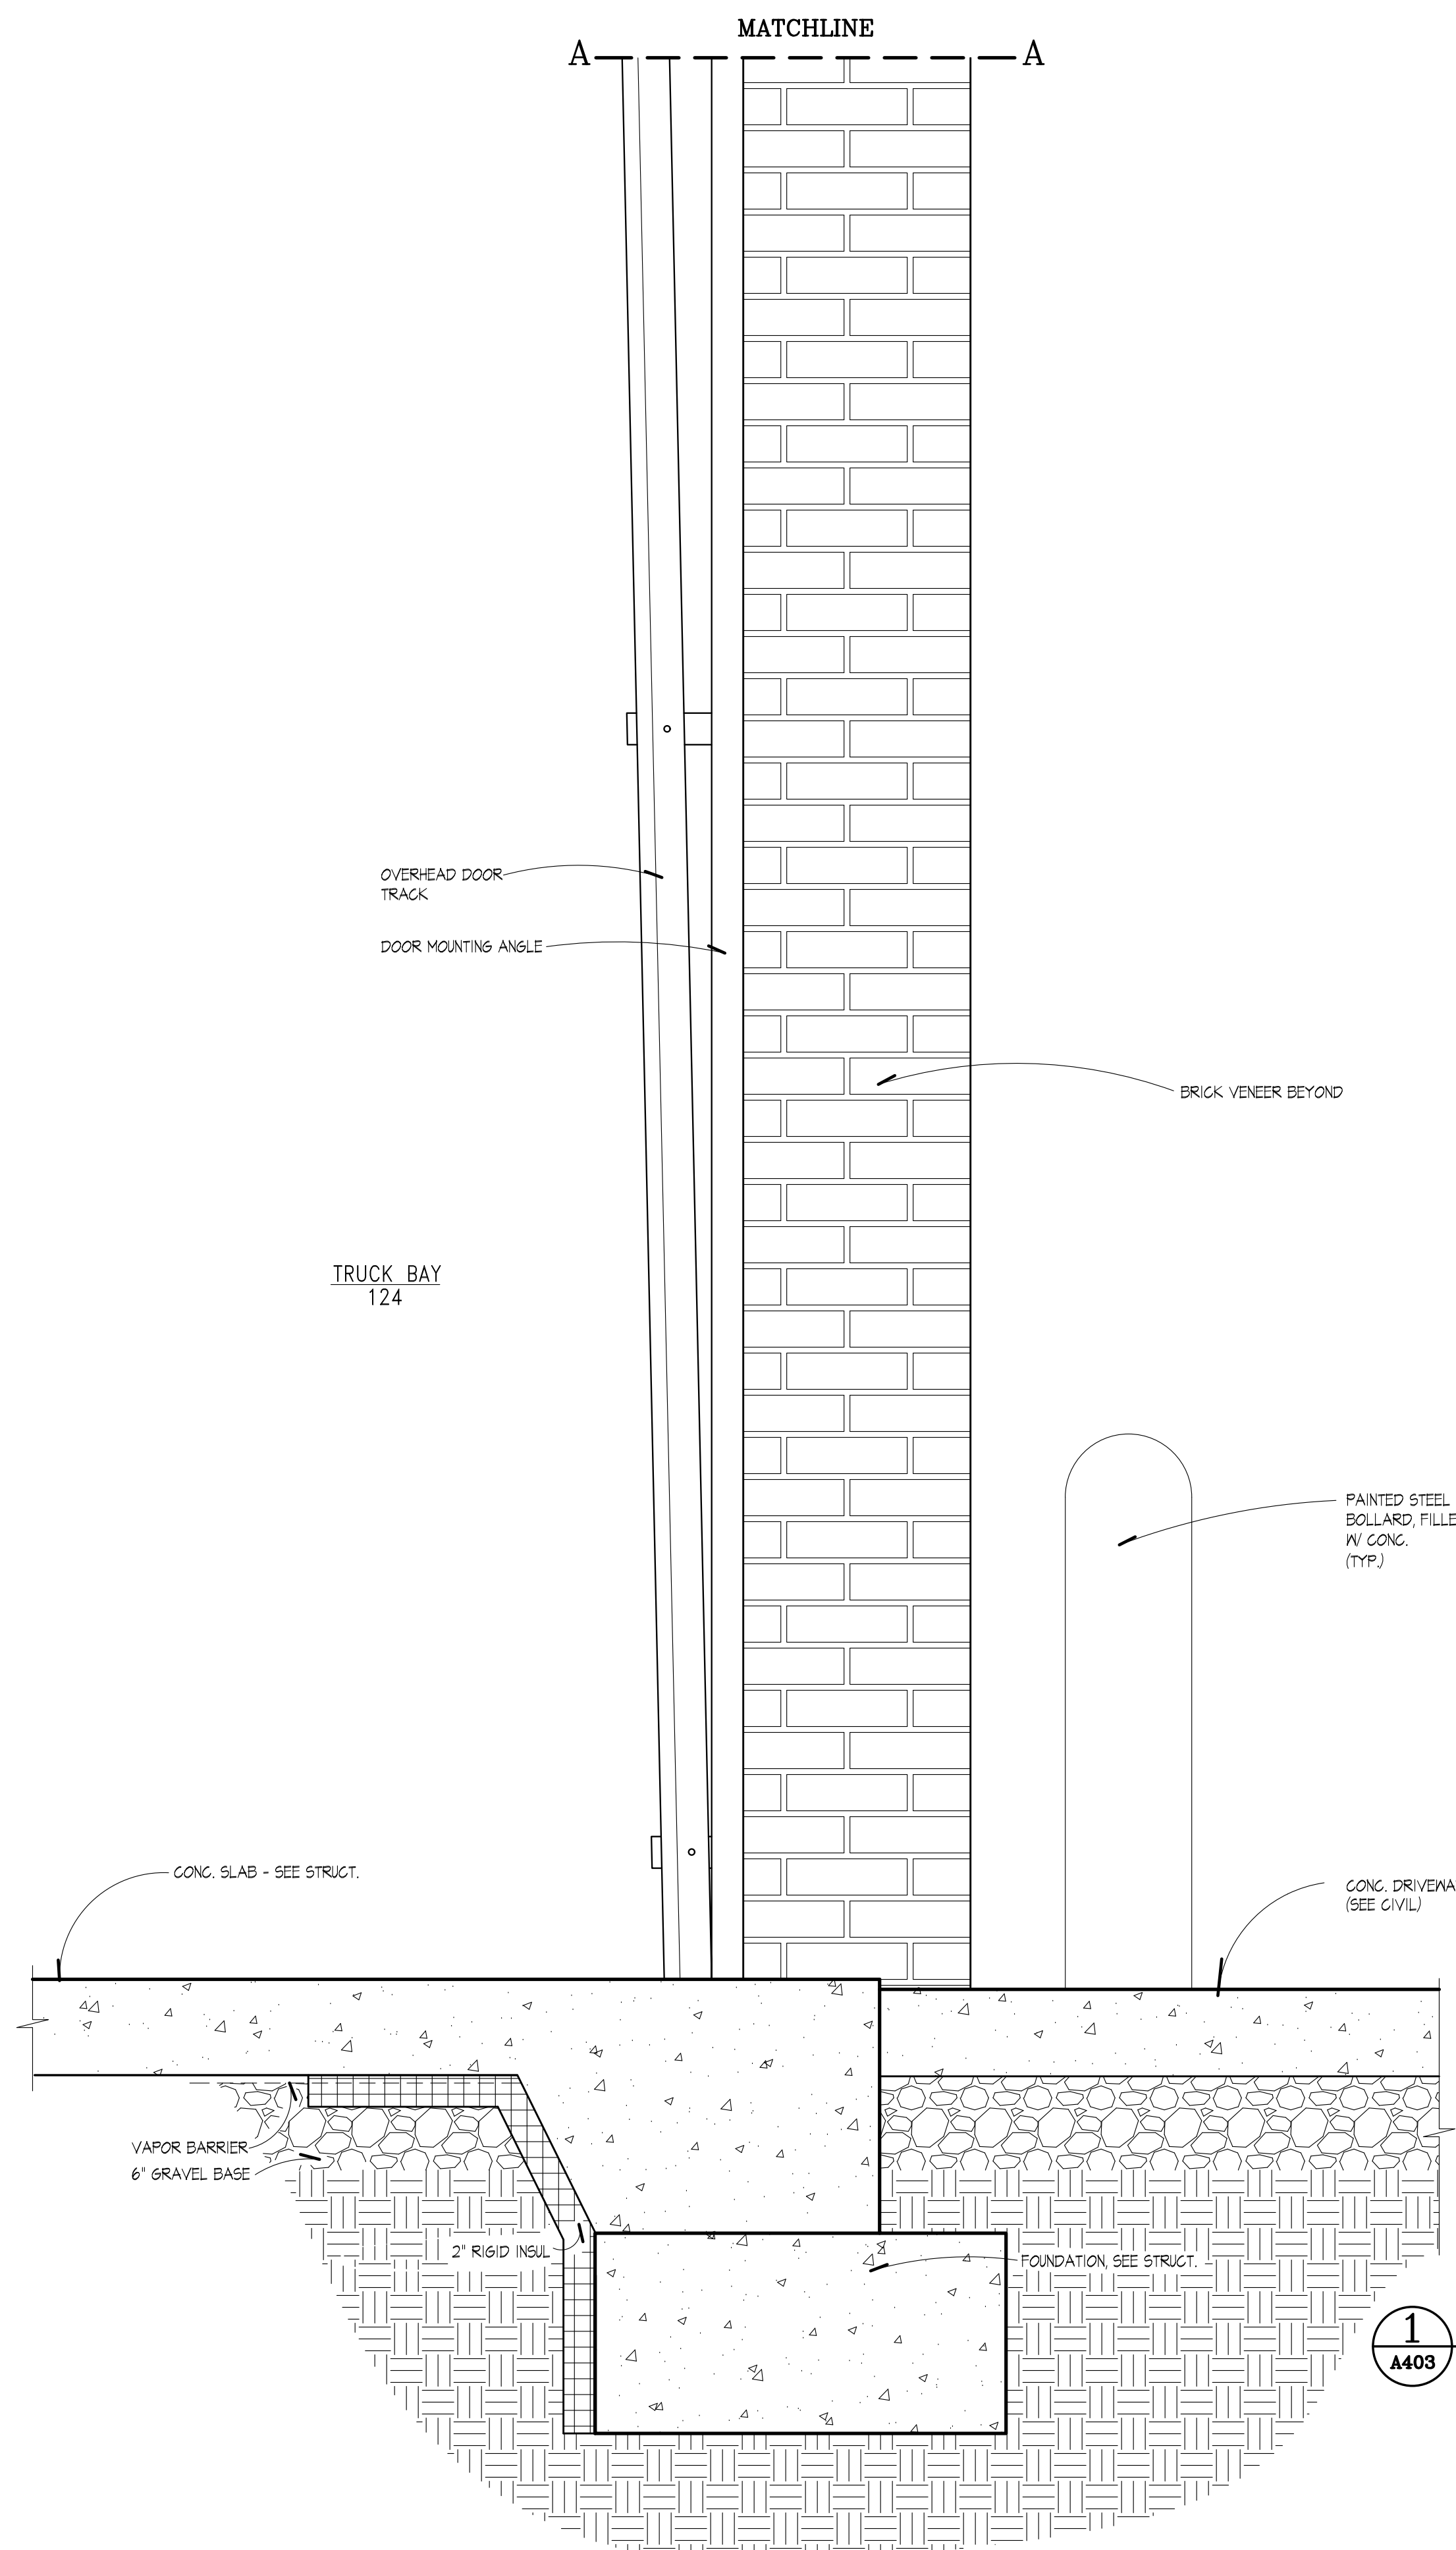 MATCHLINE
A A
OVERHEAD DOOR
TRACK
DOOR MOUNTING ANGLE
BRICK VENEER BEYOND
TRUCK BAY
124
PAINTED STEEL
BOLLARD, FILLE
W/ CONC.
(TYP.)
CONC. SLAB - SEE STRUCT.
CONC. DRIVEWA
(SEE CIVIL)
VAPOR BARRIER
6" GRAVEL BASE
2" RIGID INSUL
FOUNDATION, SEE STRUCT.
1
A403